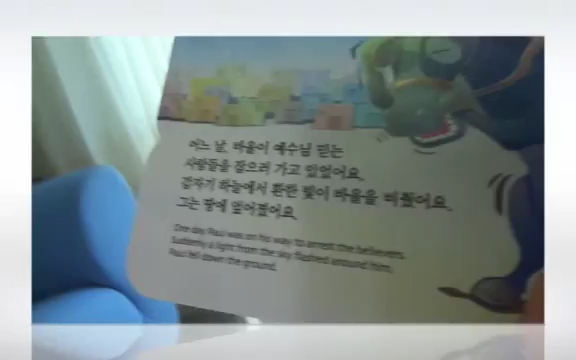 어느 날, 바울이 예수님 믿는
사람들을 잡으러 가고 있었어요.
갑자기 하늘에서 환한 빛이 바울을 비췄어요.
그는 땅에 엎어졌어요.
One day Paul was on his way to arrest the believers.
Suddenly a light from the sky flashed around him.
Paul fell down the ground.